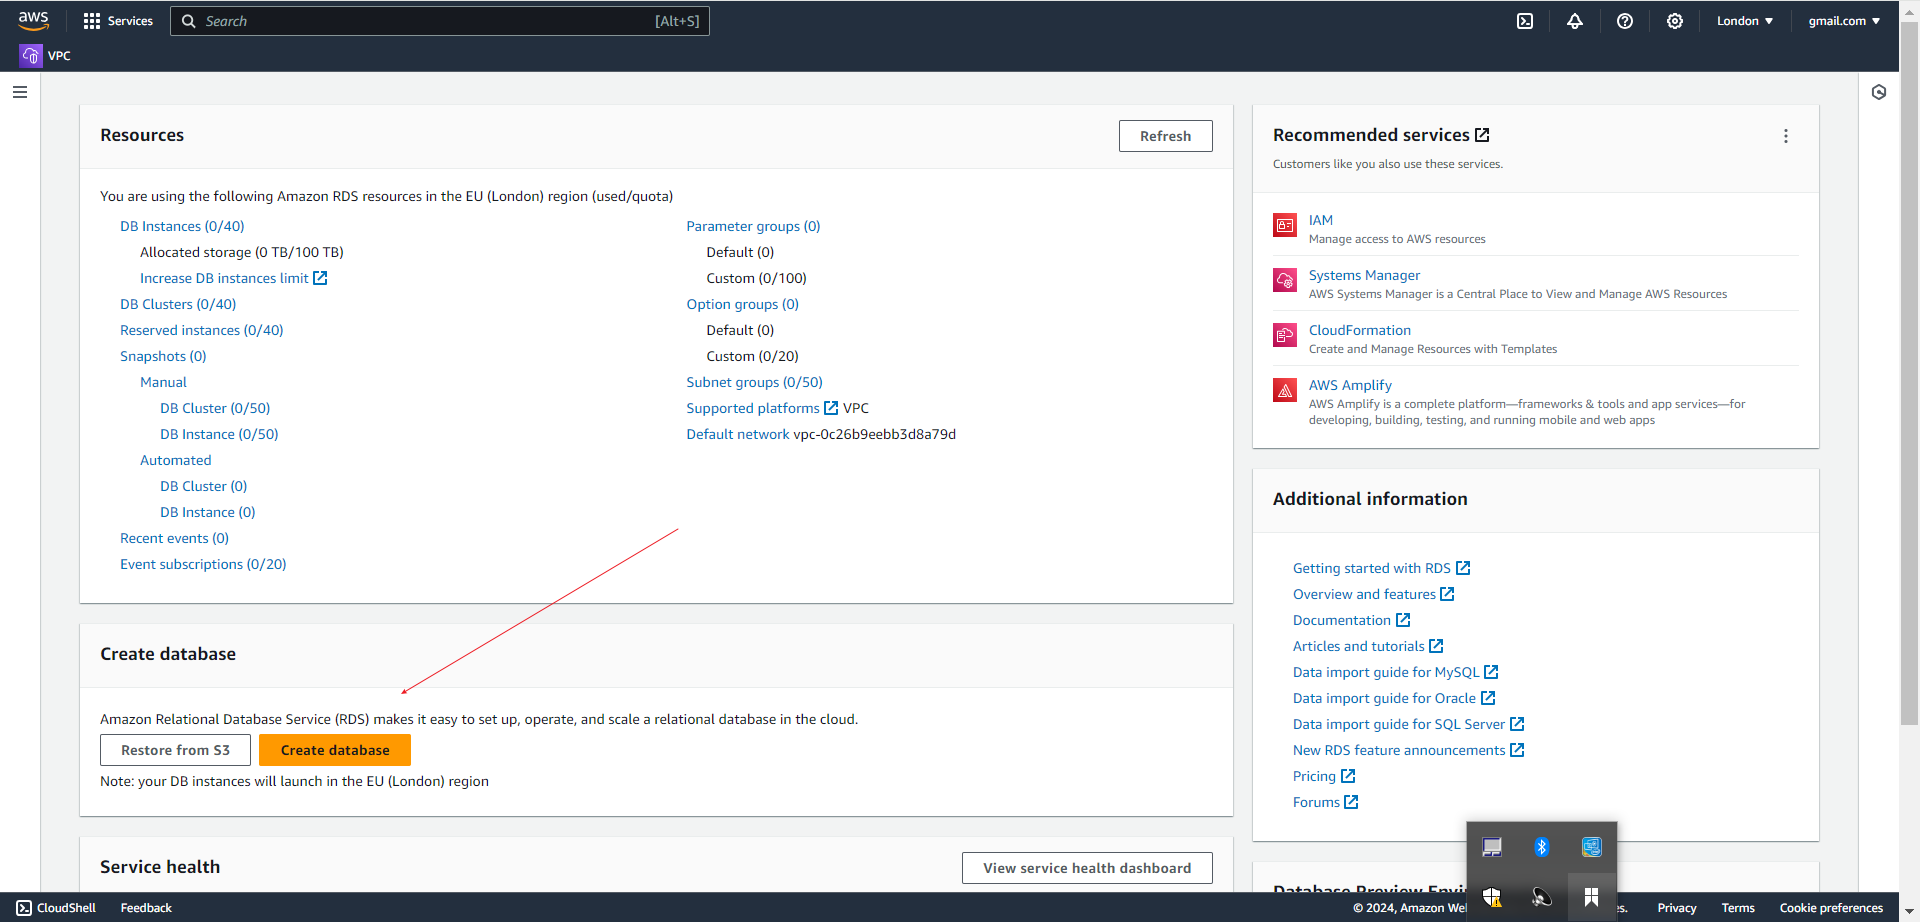 aws
Services
Search
[Alt+S]
London
gmail.com
VPC
Resources
Refresh
You are using the following Amazon RDS resources in the EU (London) region (used/quota)
DB Instances (0/40)
Allocated storage (0 TB/100 TB)
Increase DB instances limit
DB Clusters (0/40)
Reserved instances (0/40)
Snapshots (0)
Manual
DB Cluster (0/50)
DB Instance (0/50)
Automated
DB Cluster (0)
DB Instance (0)
Recent events (0)
Event subscriptions (0/20)
Parameter groups (0)
Default (0)
Custom (0/100)
Option groups (0)
Default (0)
Custom (0/20)
Subnet groups (0/50)
Supported platforms VPC
Default network vpc-0c26b9eebb3d8a79d
Create database
Amazon Relational Database Service (RDS) makes it easy to set up, operate, and scale a relational database in the cloud.
Restore from S3
Create database
Note: your DB instances will launch in the EU (London) region
Service health
View service health dashboard
Recommended services
Customers like you also use these services.
IAM
Manage access to AWS resources
Systems Manager
AWS Systems Manager is a Central Place to View and Manage AWS Resources
CloudFormation
Create and Manage Resources with Templates
AWS Amplify
AWS Amplify is a complete platform—frameworks & tools and app services—for
developing, building, testing, and running mobile and web apps
Additional information
Getting started with RDS
Overview and features
Documentation
Articles and tutorials
Data import guide for MySQL
Data import guide for Oracle
Data import guide for SQL Server
New RDS feature announcements
Pricing
Forums
Database Preview
CloudShell
Feedback
© 2024, Amazon
Privacy
Terms
Cookie preferences